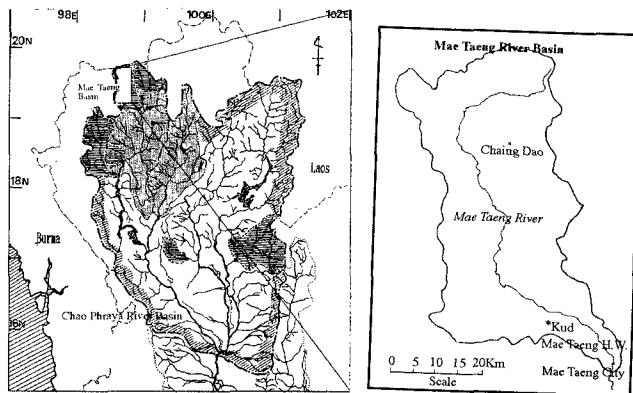 98E
100E
102E
20N
Mae Taeng
Basin
18N
Laos
Burma
Chao Phraya River Basin
16N
Mae Taeng River Basin
Chaing Dao
Mae Taeng River
*Kud
Mae Taeng H.W.
Mae Taeng City
0 5 10 15 20Km
Scale